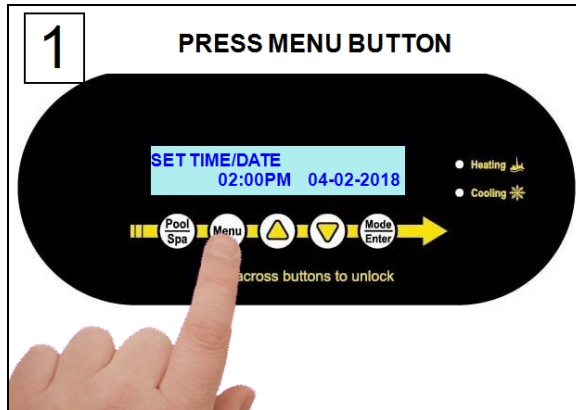 1
PRESS MENU BUTTON
SET TIME/DATE
02:00PM 04-02-2018
Heating
Cooling
Pool
Spa
Menu
Mode
Enter
across buttons to unlock